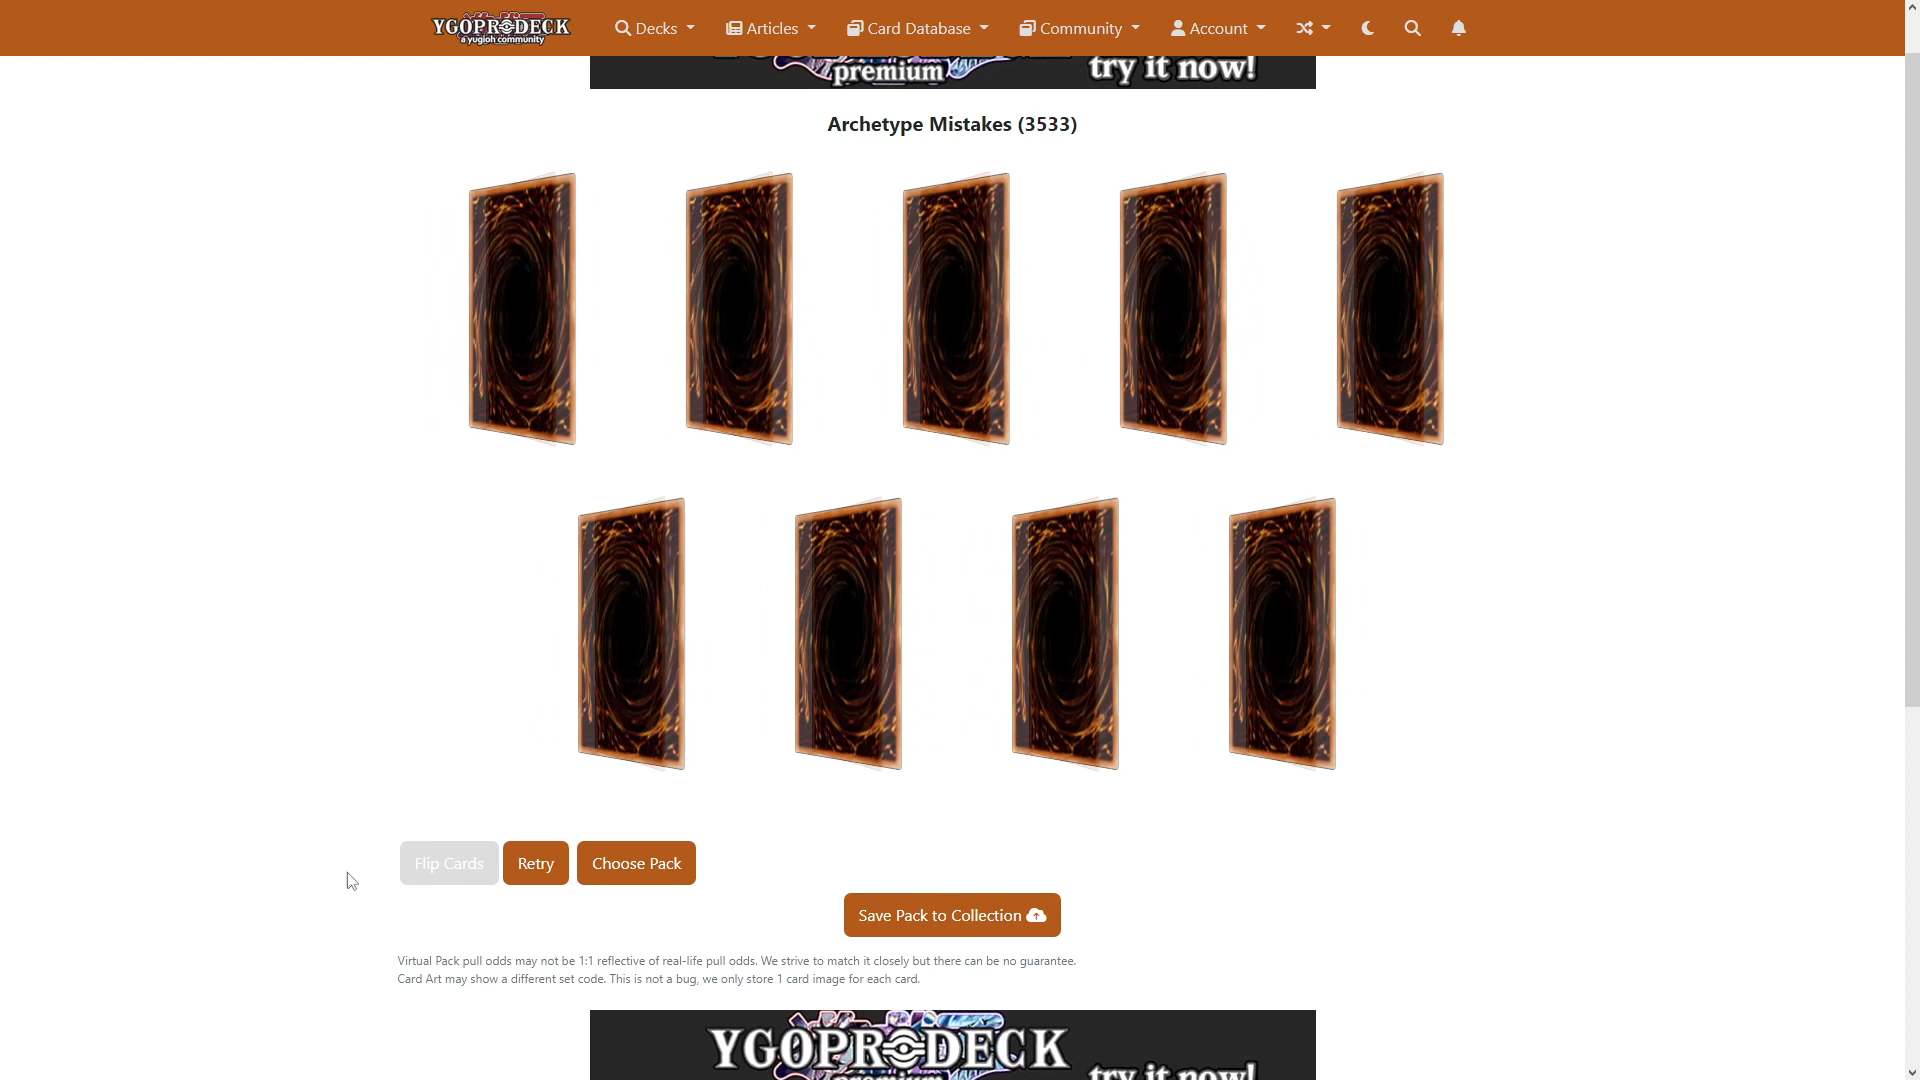 YGOPRODECK
a yugioh community
Decks
Articles
Card Database
Community
Account
premium
try it now!
Archetype Mistakes (3533)
Flip Cards
Retry
Choose Pack
Save Pack to Collection
Virtual Pack pull odds may not be 1:1 reflective of real-life pull odds. We strive to match it closely but there can be no guarantee.
Card Art may show a different set code. This is not a bug, we only store 1 card image for each card.
YGOPRODECK
premium
try it now!